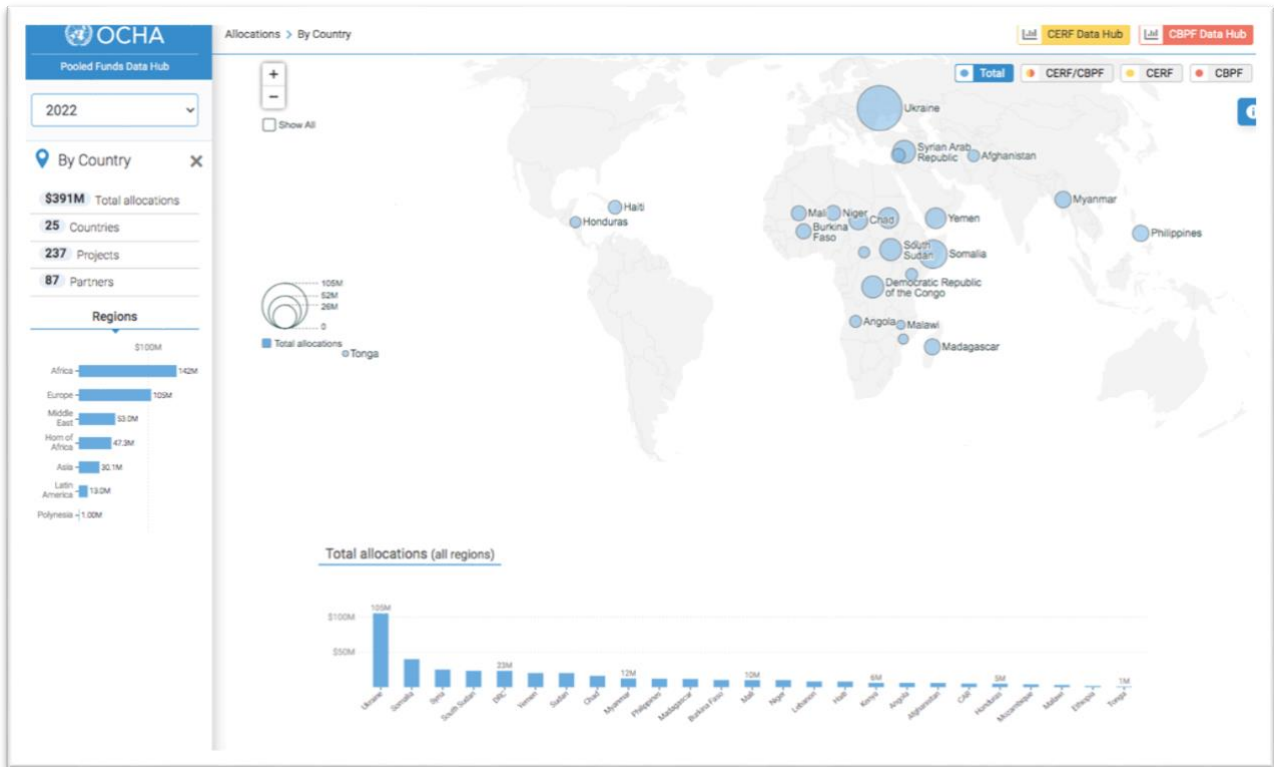 OCHA
Pooled Funds Data Hub
2022
By Country
$391M Total allocations
25 Countries
237 Projects
87 Partners
Regions
$100M
Africa 142M
Europe 105M
Middle
East 53.0M
Horn of
Africa 47.3M
Asia 30.1M
Latin
America 13.0M
Polynesia 1.00M
Allocations > By Country
CERF Data Hub
CBPF Data Hub
Total
CERF/CBPF
CERF
CBPF
+
−
Show All
Ukraine
Syrian Arab
Republic
Afghanistan
Haiti
Honduras
Mali
Niger
Chad
Burkina
Faso
Yemen
Myanmar
Philippines
South
Sudan
Somalia
Democratic Republic
of the Congo
Angola
Malawi
Madagascar
105M
52M
26M
0
Total allocations
Tonga
Total allocations (all regions)
$100M
$50M
105M
23M
12M
10M
6M
5M
1M
Ukraine
Somalia
Syria
South Sudan
DRC
Yemen
Sudan
Chad
Myanmar
Philippines
Madagascar
Burkina Faso
Mali
Niger
Lebanon
Haiti
Kenya
Angola
Afghanistan
CAR
Honduras
Mozambique
Malawi
Ethiopia
Tonga